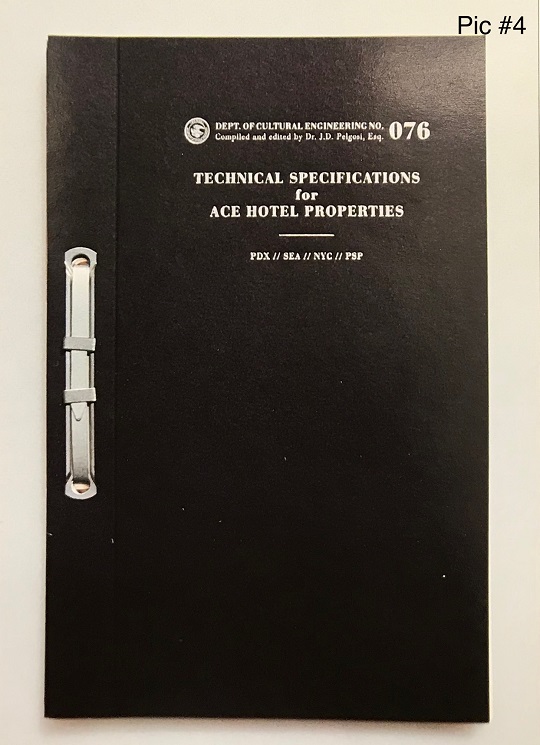 Pic #4
DEPT. OF CULTURAL ENGINEERING NO. 076
Compiled and edited by Dr. J.D. Pelgosi, Esq.
TECHNICAL SPECIFICATIONS
for
ACE HOTEL PROPERTIES
PDX // SEA // NYC // PSP